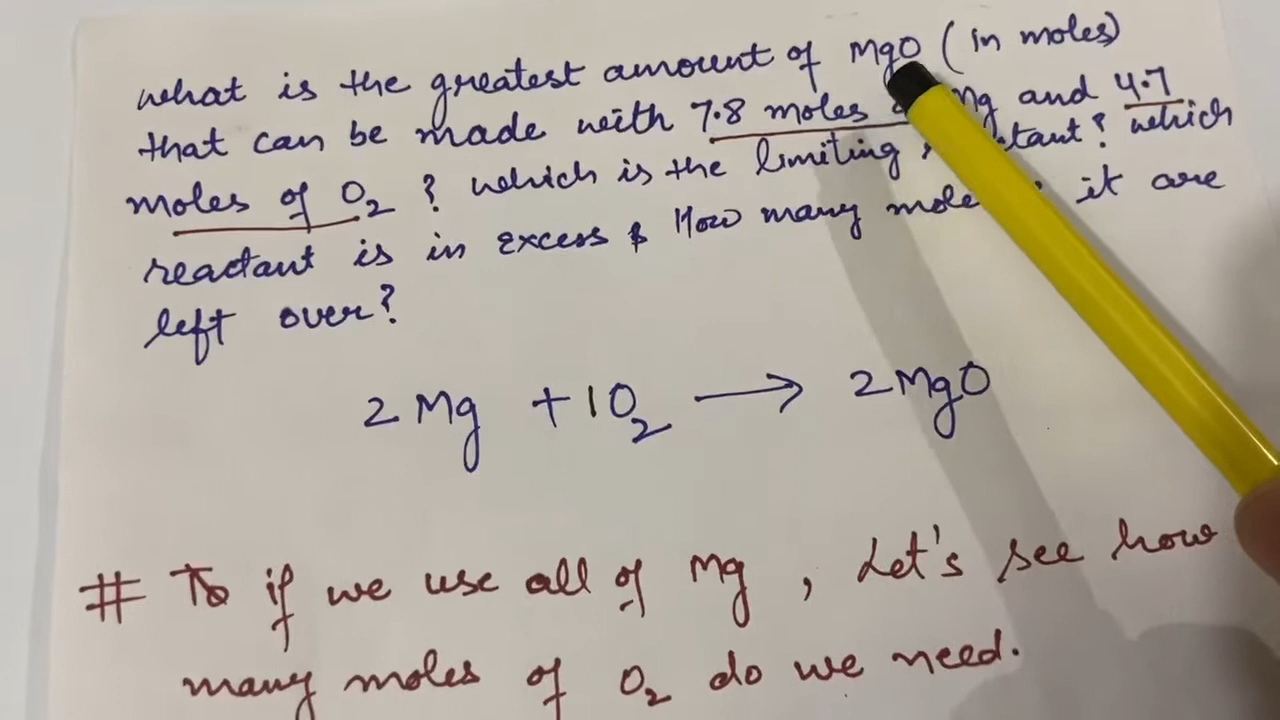 what is the greatest amount of MgO (in moles)
that can be made with 7.8 moles Mg and 4.7
moles of O2 ? which is the limiting ? which
reactant is in excess & How many it are
left over?
2 Mg + 1O2 → 2MgO
# To if we use all of Mg , Let's see how
many moles of O2 do we need.